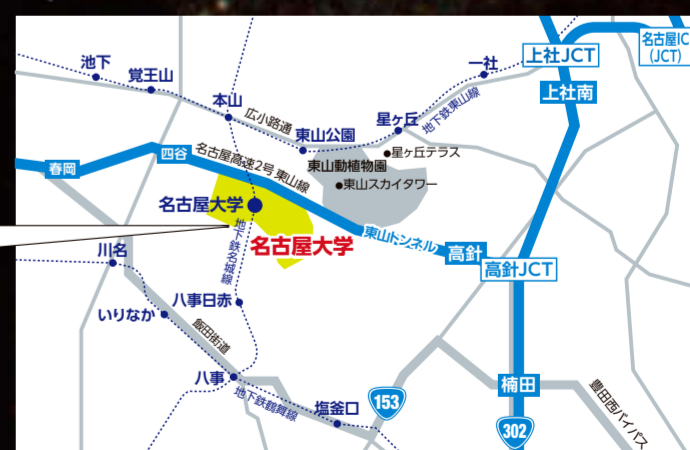 名古屋IC
(JCT)
上社JCT
一社
池下
覚王山
上社南
本山
広小路通
星ヶ丘
地下鉄東山線
東山公園
四谷
名古屋高速2号 東山線
●星ヶ丘テラス
春岡
東山動植物園
●東山スカイタワー
名古屋大学
地下鉄名城線
東山トンネル
名古屋大学
川名
高針
高針JCT
八事日赤
いりなか
飯田街道
八事
楠田
豊田西バイパス
地下鉄鶴舞線
塩釜口
153
302